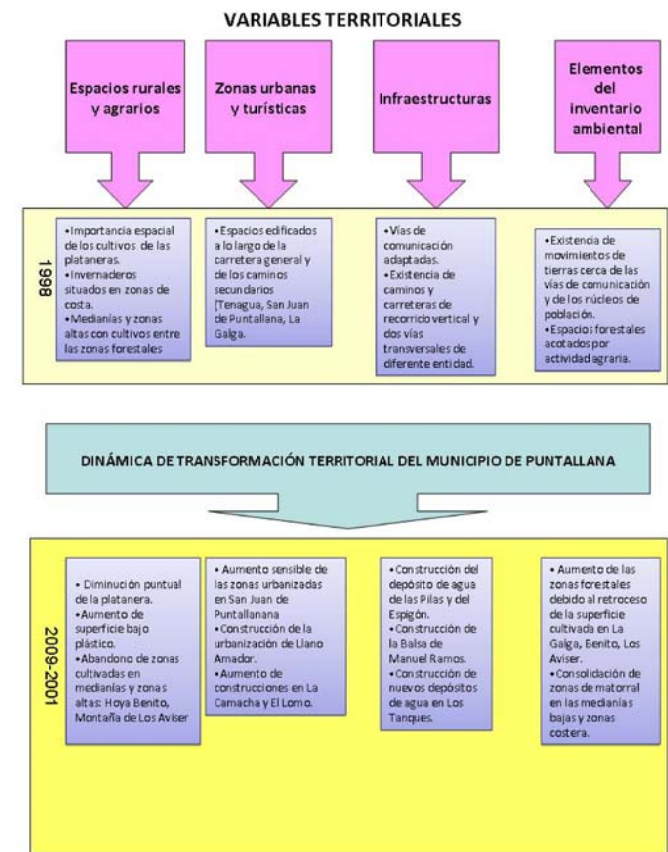 VARIABLES TERRITORIALES
Espacios rurales
y agrarios
Zonas urbanas
y turísticas
Infraestructuras
Elementos
del
inventario
ambiental
1998
•Importancia espacial
de los cultivos de las
plataneras.
•Invernaderos
situados en zonas de
costa.
•Medianías y zonas
altas con cultivos entre
las zonas forestales
•Espacios edificados
a lo largo de la
carretera general y
de los caminos
secundarios
(Tenagua, San Juan
de Puntallana, La
Galga.
•Vías de
comunicación
adaptadas.
•Existencia de
caminos y
carreteras de
recorrido vertical y
dos vías
transversales de
diferente entidad.
•Existencia de
movimientos de
tierras cerca de las
vías de comunicación
y de los núcleos de
población.
•Espacios forestales
acotados por
actividad agraria.
DINÁMICA DE TRANSFORMACIÓN TERRITORIAL DEL MUNICIPIO DE PUNTALLANA
2009-2001
• Diminución puntual
de la platanera.
•Aumento de
superficie bajo
plástico.
•Abandono de zonas
cultivadas en
medianías y zonas
altas: Hoya Benito,
Montaña de Los Aviser
• Aumento sensible de
las zonas urbanizadas
en San Juan de
Puntallanana
•Construcción de la
urbanización de Llano
Amador.
•Aumento de
construcciones en La
Camacha y El Lomo.
•Construcción del
depósito de agua
de las Pilas y del
Espigón.
•Construcción de
la Balsa de
Manuel Ramos.
•Construcción de
nuevos depósitos
de agua en Los
Tanques.
•Aumento de las
zonas forestales
debido al retroceso
de la superficie
cultivada en La
Galga, Benito, Los
Aviser.
•Consolidación de
zonas de matorral
en las medianías
bajas y zonas
costera.